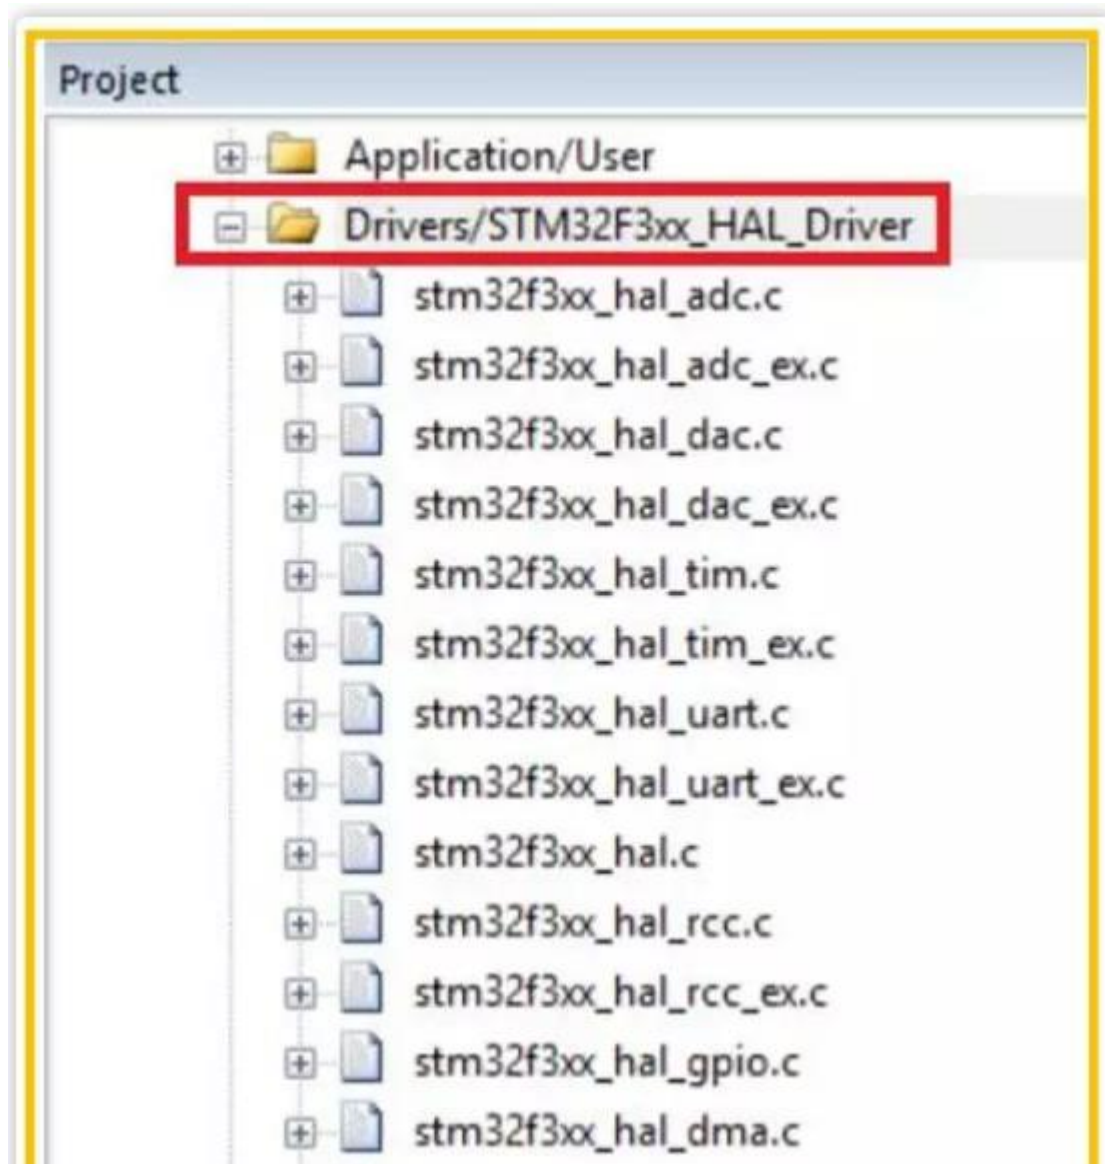 Project
Application/User
Drivers/STM32F3xx_HAL_Driver
stm32f3xx_hal_adc.c
stm32f3xx_hal_adc_ex.c
stm32f3xx_hal_dac.c
stm32f3xx_hal_dac_ex.c
stm32f3xx_hal_tim.c
stm32f3xx_hal_tim_ex.c
stm32f3xx_hal_uart.c
stm32f3xx_hal_uart_ex.c
stm32f3xx_hal.c
stm32f3xx_hal_rcc.c
stm32f3xx_hal_rcc_ex.c
stm32f3xx_hal_gpio.c
stm32f3xx_hal_dma.c